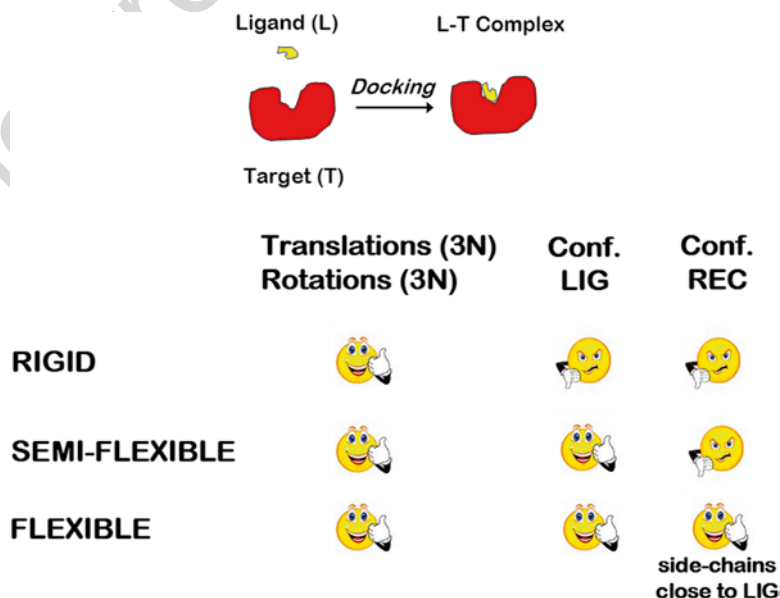 Ligand (L)
L-T Complex
Docking
Target (T)
Translations (3N)
Rotations (3N)
Conf.
LIG
Conf.
REC
RIGID
SEMI-FLEXIBLE
FLEXIBLE
side-chains
close to LIG